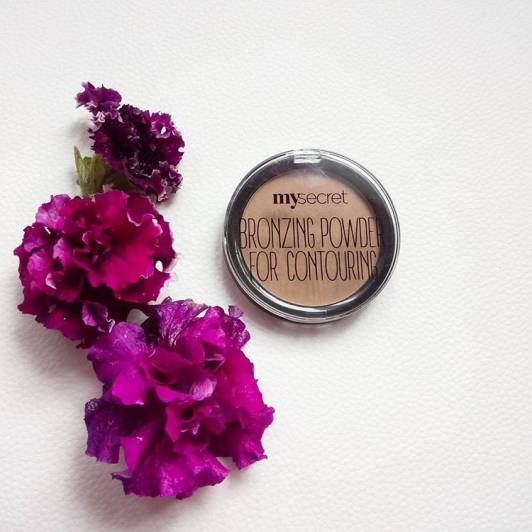 mysecret
BRONZING POWDER
FOR CONTOURING